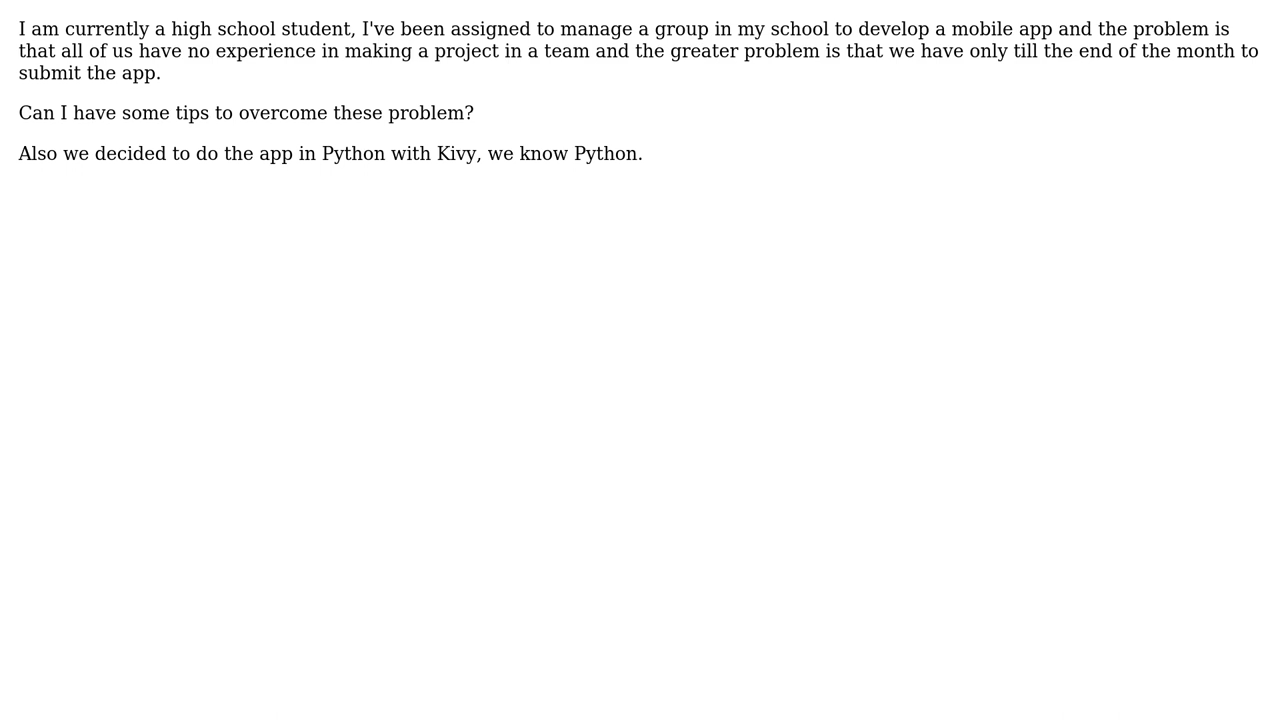 I am currently a high school student, I've been assigned to manage a group in my school to develop a mobile app and the problem is
that all of us have no experience in making a project in a team and the greater problem is that we have only till the end of the month to
submit the app.
Can I have some tips to overcome these problem?
Also we decided to do the app in Python with Kivy, we know Python.